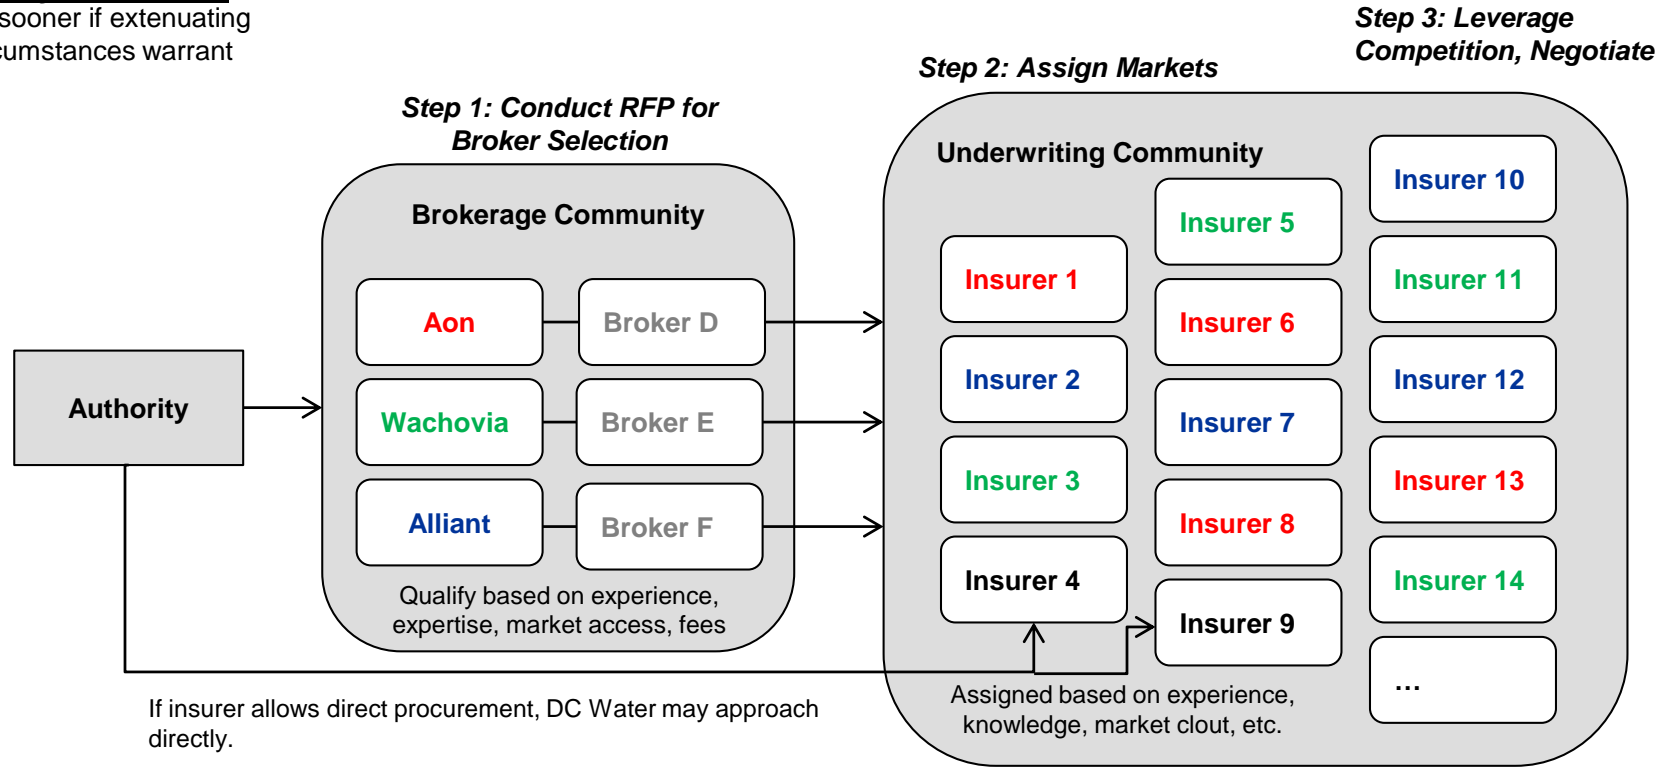 sooner if extenuating
cumstances warrant
Step 3: Leverage
Competition, Negotiate
Step 2: Assign Markets
Step 1: Conduct RFP for
Broker Selection
Brokerage Community
Aon
Broker D
Wachovia
Broker E
Alliant
Broker F
Qualify based on experience,
expertise, market access, fees
Authority
If insurer allows direct procurement, DC Water may approach
directly.
Underwriting Community
Insurer 1
Insurer 2
Insurer 3
Insurer 4
Insurer 5
Insurer 6
Insurer 7
Insurer 8
Insurer 9
Insurer 10
Insurer 11
Insurer 12
Insurer 13
Insurer 14
...
Assigned based on experience,
knowledge, market clout, etc.